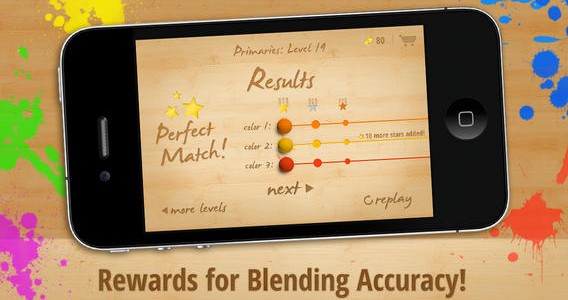 Primaries: Level 19
80
Results
Perfect
Match!
color 1:
color 2:
10 more stars added!
color 3:
next
more levels
replay
Rewards for Blending Accuracy!